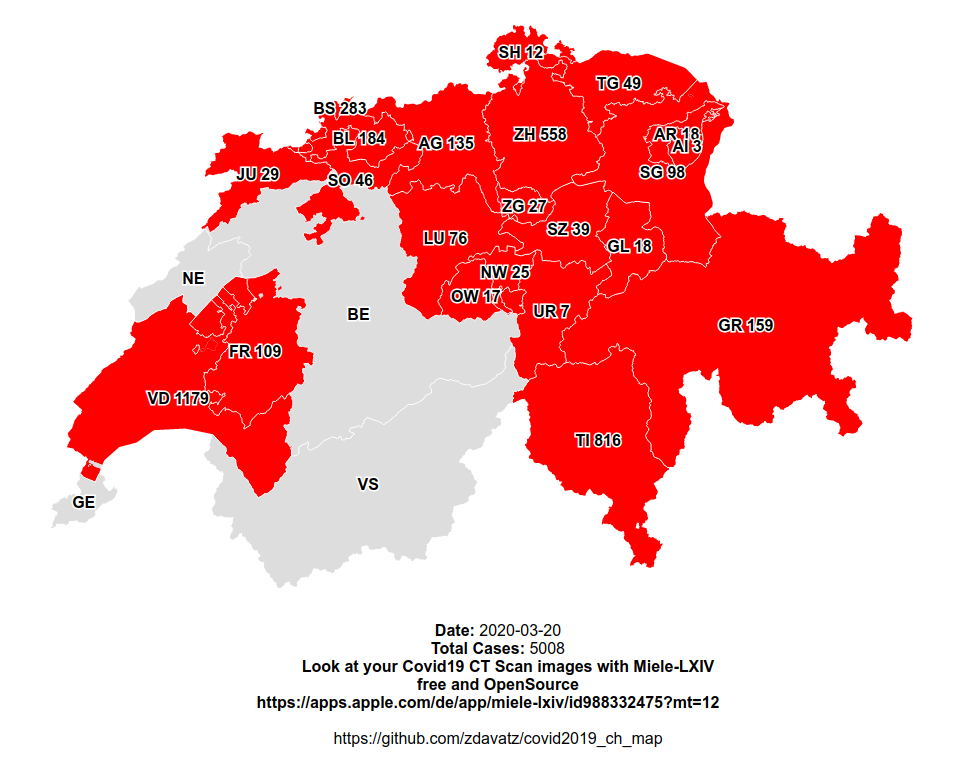 SH 12
TG 49
BS 283
BL 184
AG 135
ZH 558
AR 18
AI 3
SG 98
JU 29
SO 46
ZG 27
SZ 39
LU 76
GL 18
NW 25
NE
OW 17
UR 7
BE
GR 159
FR 109
VD 1179
TI 816
VS
GE
Date: 2020-03-20
Total Cases: 5008
Look at your Covid19 CT Scan images with Miele-LXIV
free and OpenSource
https://apps.apple.com/de/app/miele-lxiv/id988332475?mt=12
https://github.com/zdavatz/covid2019_ch_map